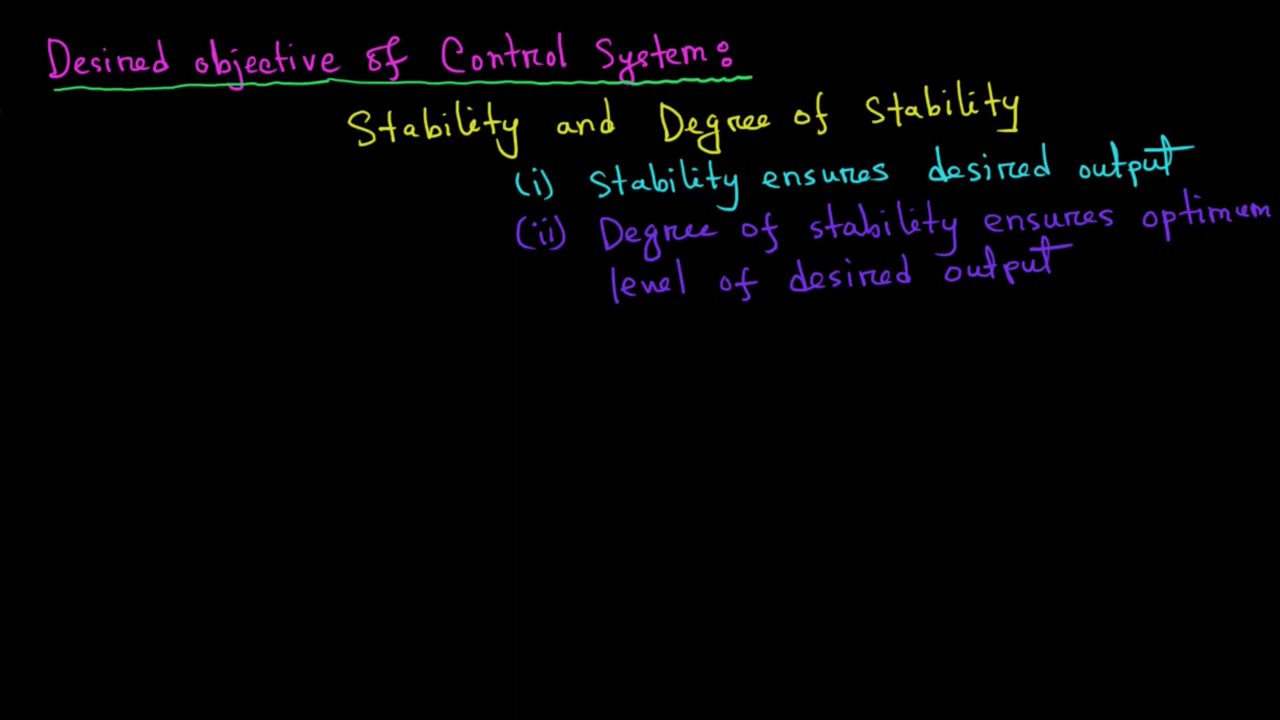 Desired objective of Control System:
Stability and Degree of stability
(i) Stability ensures desired output
(ii) Degree of stability ensures optimum
level of desired output